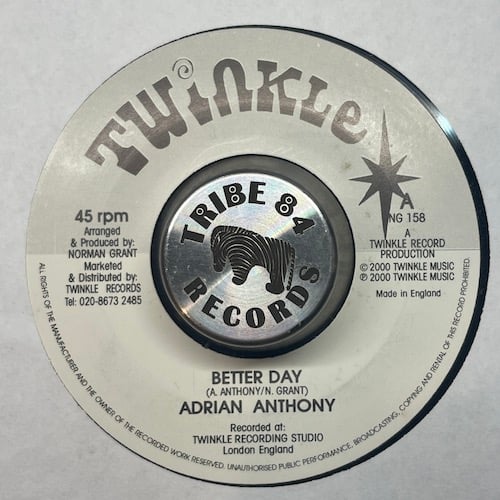 Twinkle
45 rpm
Arranged
& Produced by:
NORMAN GRANT
Marketed
& Distributed by:
TWINKLE RECORDS
Tel: 020-8673 2485
A
NG 158
A
TWINKLE RECORD
PRODUCTION
© 2000 TWINKLE MUSIC
℗ 2000 TWINKLE MUSIC
Made in England
TRIBE 84
RECORDS
BETTER DAY
(A. ANTHONY/N. GRANT)
ADRIAN ANTHONY
Recorded at:
TWINKLE RECORDING STUDIO
London England
ALL RIGHTS OF THE MANUFACTURER AND THE OWNER OF THE RECORDED WORK RESERVED. UNAUTHORISED PUBLIC PERFORMANCE, BROADCASTING, COPYING AND RENTAL OF THIS RECORD PROHIBITED.